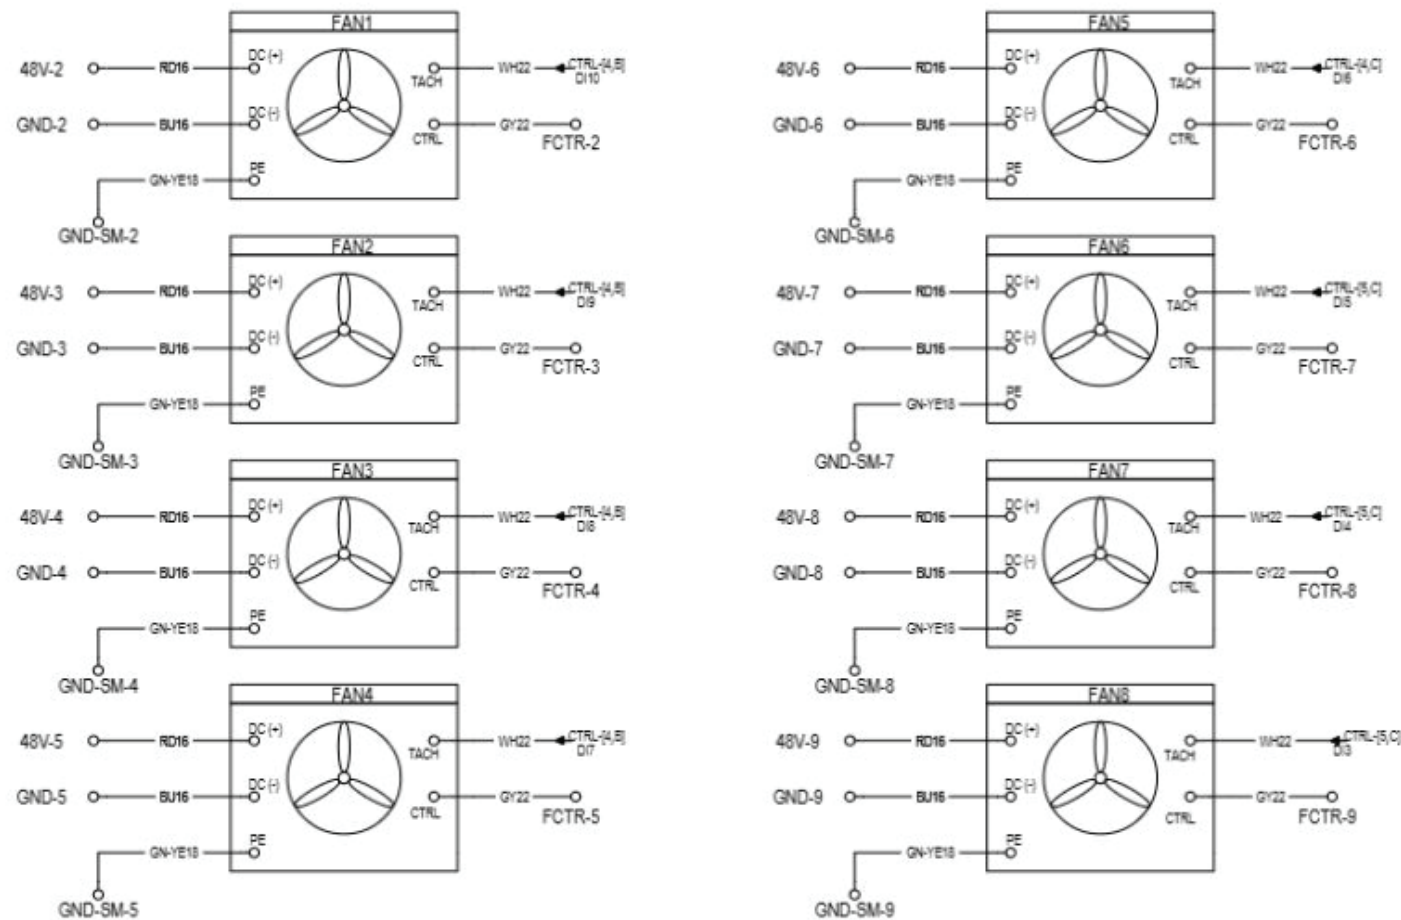 FAN1
48V-2 RD16 DC (+) TACH WH22 CTRL-[4,B]
DI10
GND-2 BU16 DC (-) CTRL GY22 FCTR-2
GN-YE18 PE
GND-SM-2
FAN2
48V-3 RD16 DC (+) TACH WH22 CTRL-[4,B]
DI9
GND-3 BU16 DC (-) CTRL GY22 FCTR-3
GN-YE18 PE
GND-SM-3
FAN3
48V-4 RD16 DC (+) TACH WH22 CTRL-[4,B]
DI8
GND-4 BU16 DC (-) CTRL GY22 FCTR-4
GN-YE18 PE
GND-SM-4
FAN4
48V-5 RD16 DC (+) TACH WH22 CTRL-[4,B]
DI7
GND-5 BU16 DC (-) CTRL GY22 FCTR-5
GN-YE18 PE
GND-SM-5
FAN5
48V-6 RD16 DC (+) TACH WH22 CTRL-[4,C]
DI6
GND-6 BU16 DC (-) CTRL GY22 FCTR-6
GN-YE18 PE
GND-SM-6
FAN6
48V-7 RD16 DC (+) TACH WH22 CTRL-[5,C]
DI5
GND-7 BU16 DC (-) CTRL GY22 FCTR-7
GN-YE18 PE
GND-SM-7
FAN7
48V-8 RD16 DC (+) TACH WH22 CTRL-[5,C]
DI4
GND-8 BU16 DC (-) CTRL GY22 FCTR-8
GN-YE18 PE
GND-SM-8
FAN8
48V-9 RD16 DC (+) TACH WH22 CTRL-[5,C]
DI3
GND-9 BU16 DC (-) CTRL GY22 FCTR-9
GN-YE18 PE
GND-SM-9